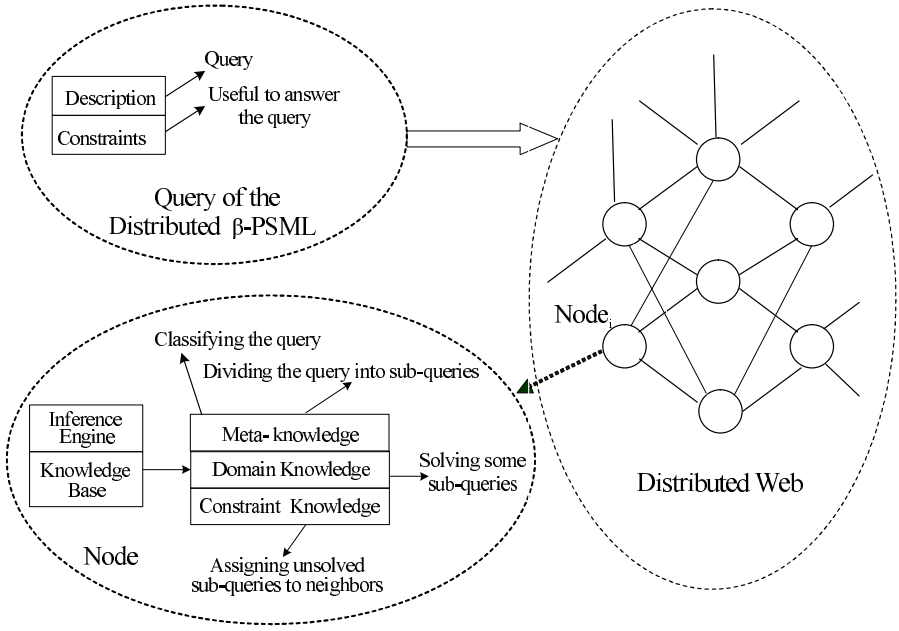 Query
Description
Useful to answer
the query
Constraints
Query of the
Distributed β-PSML
Node i
Classifying the query
Dividing the query into sub-queries
Inference
Engine
Knowledge
Base
Meta- knowledge
Domain Knowledge
Constraint Knowledge
Solving some
sub-queries
Assigning unsolved
sub-queries to neighbors
Node
Distributed Web